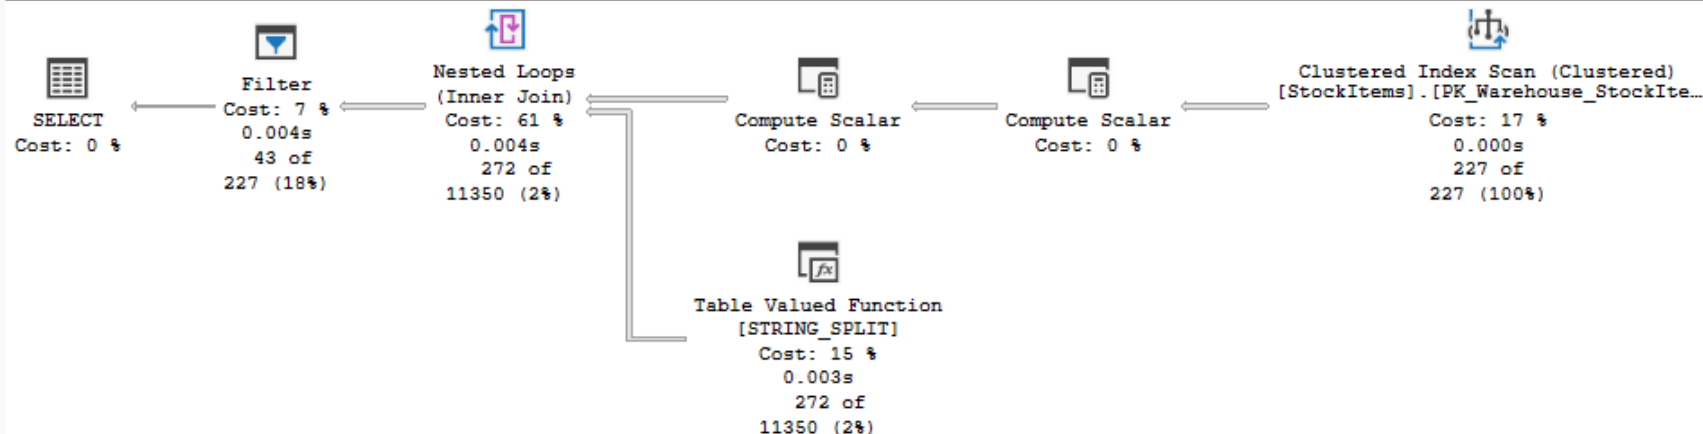 SELECT
Cost: 0 %
Filter
Cost: 7 %
0.004s
43 of
227 (18%)
Nested Loops
(Inner Join)
Cost: 61 %
0.004s
272 of
11350 (2%)
Compute Scalar
Cost: 0 %
Compute Scalar
Cost: 0 %
Clustered Index Scan (Clustered)
[StockItems].[PK_Warehouse_StockIte...
Cost: 17 %
0.000s
227 of
227 (100%)
fx
Table Valued Function
[STRING_SPLIT]
Cost: 15 %
0.003s
272 of
11350 (2%)